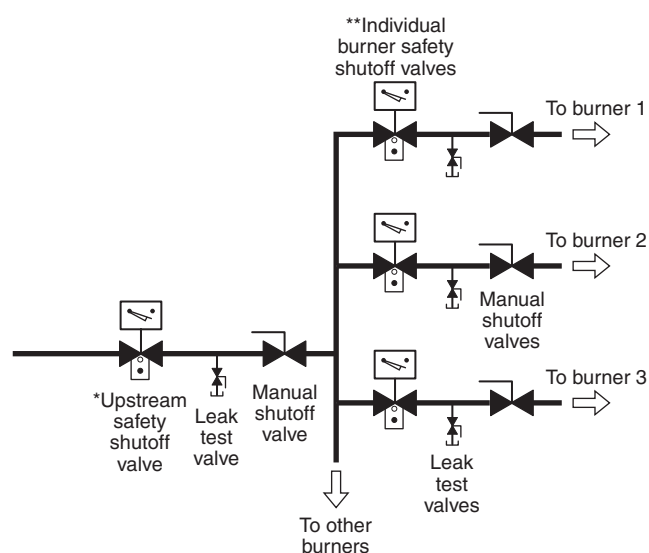 **Individual
burner safety
shutoff valves
To burner 1
To burner 2
Manual
shutoff
valves
To burner 3
*Upstream
safety
shutoff
valve
Leak
test
valve
Manual
shutoff
valve
Leak
test
valves
To other
burners